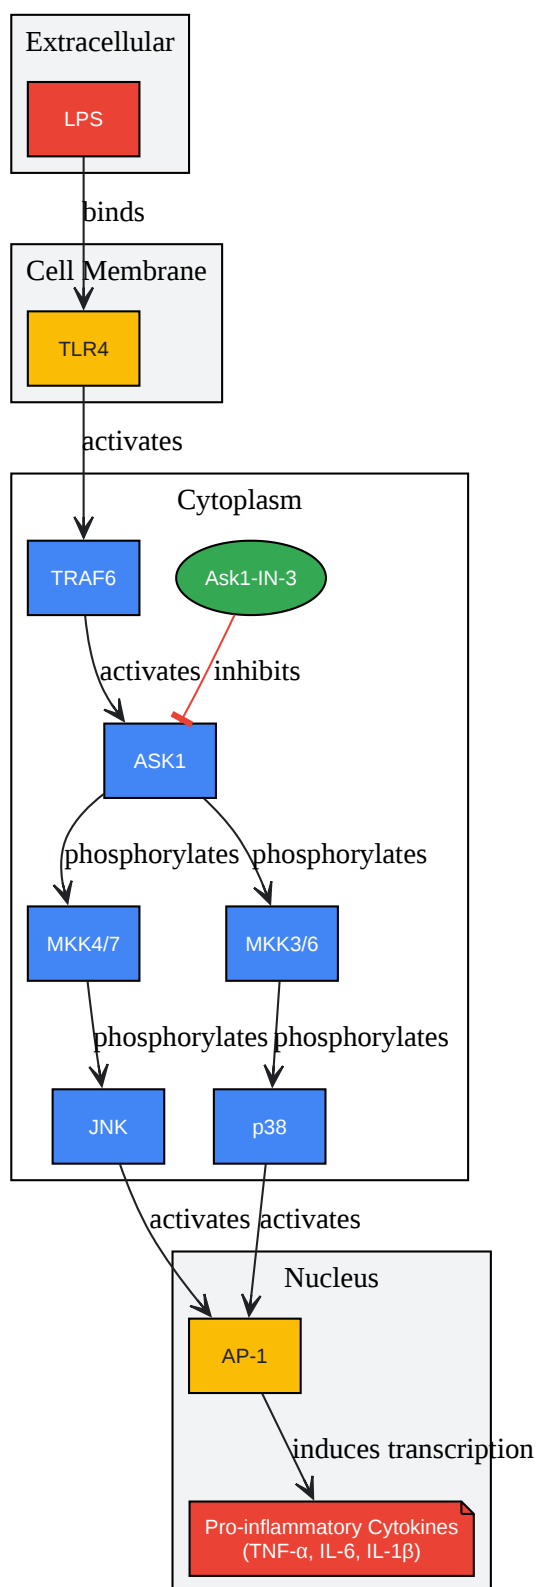 Extracellular
LPS
binds
Cell Membrane
TLR4
activates
Cytoplasm
TRAF6
Ask1-IN-3
activates
inhibits
ASK1
phosphorylates
phosphorylates
MKK4/7
MKK3/6
phosphorylates
phosphorylates
JNK
p38
activates
activates
Nucleus
AP-1
induces transcription
Pro-inflammatory Cytokines
(TNF-α, IL-6, IL-1β)